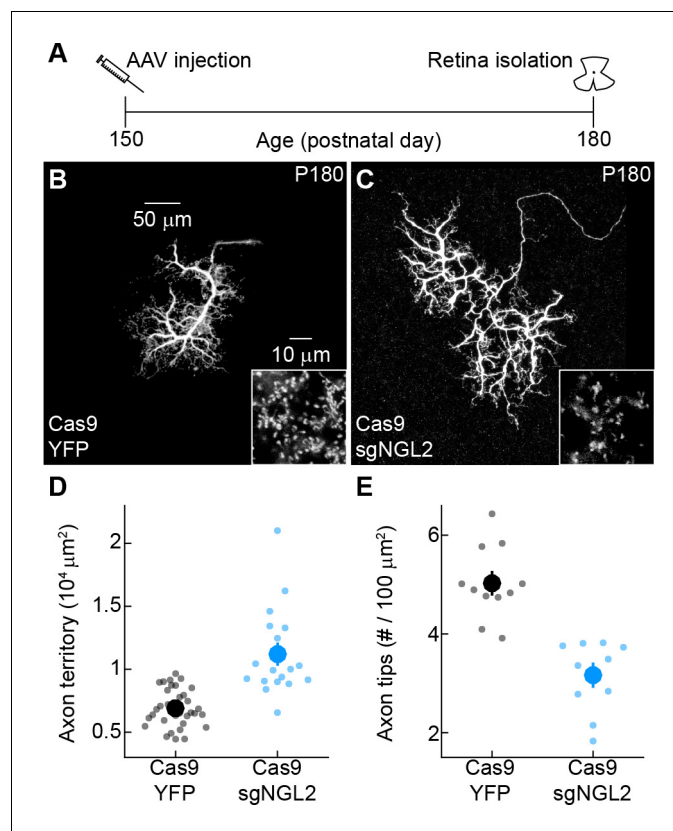 A
AAV injection
Retina isolation
150
Age (postnatal day)
180
B
P180
50 μm
10 μm
Cas9
YFP
C
P180
Cas9
sgNGL2
D
Axon territory (10⁴ μm²)
2
1.5
1
0.5
Cas9
YFP
Cas9
sgNGL2
E
Axon tips (# / 100 μm²)
6
4
2
Cas9
YFP
Cas9
sgNGL2